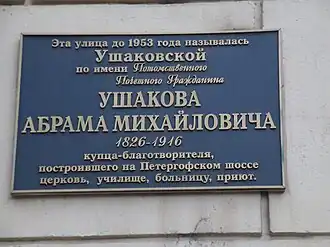 Эта улица до 1953 года называлась
Ушаковской
по имени Потомственного
Почётного Гражданина
УШАКОВА
АБРАМА МИХАЙЛОВИЧА
1826-1916
купца-благотворителя,
построившего на Петергофском шоссе
церковь, училище, больницу, приют.